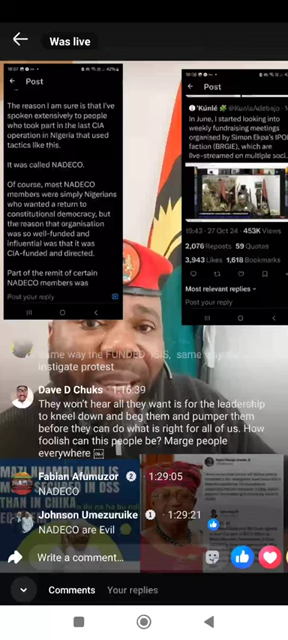 Was live
18:07
42%
Post
The reason I am sure is that I've
spoken extensively to people
who took part in the last CIA
operation in Nigeria that used
tactics like this.
It was called NADECO.
Of course, most NADECO
members were simply Nigerians
who wanted a return to
constitutional democracy, but
the reason that organisation
was so well-funded and
influential was that it was
CIA-funded and directed.
Part of the remit of certain
NADECO members was
Post your reply
Post
'Kúnlé
In June, I started looking into
weekly fundraising meetings
organised by Simon Ekpa's IPOB
faction (BRGIE), which are
live-streamed on multiple soci
19:43 · 27 Oct 24 · 453K Views
2,076 Reposts 59 Quotes
3,943 Likes 1,618 Bookmarks
Most relevant replies
Post your reply
same way the FUNDED ISIS, same way
instigate protest
Dave D Chuks · 1:16:39
They won't hear all they want is for the leadership
to kneel down and beg them and pumper them
before they can do what is right for all of us. How
foolish can this people be? Marge people
everywhere
Fabian Afumuzor 2 · 1:29:05
NADECO
Johnson Umezuruike 1 · 1:29:21
NADECO are Evil
Write a comment...
Comments Your replies